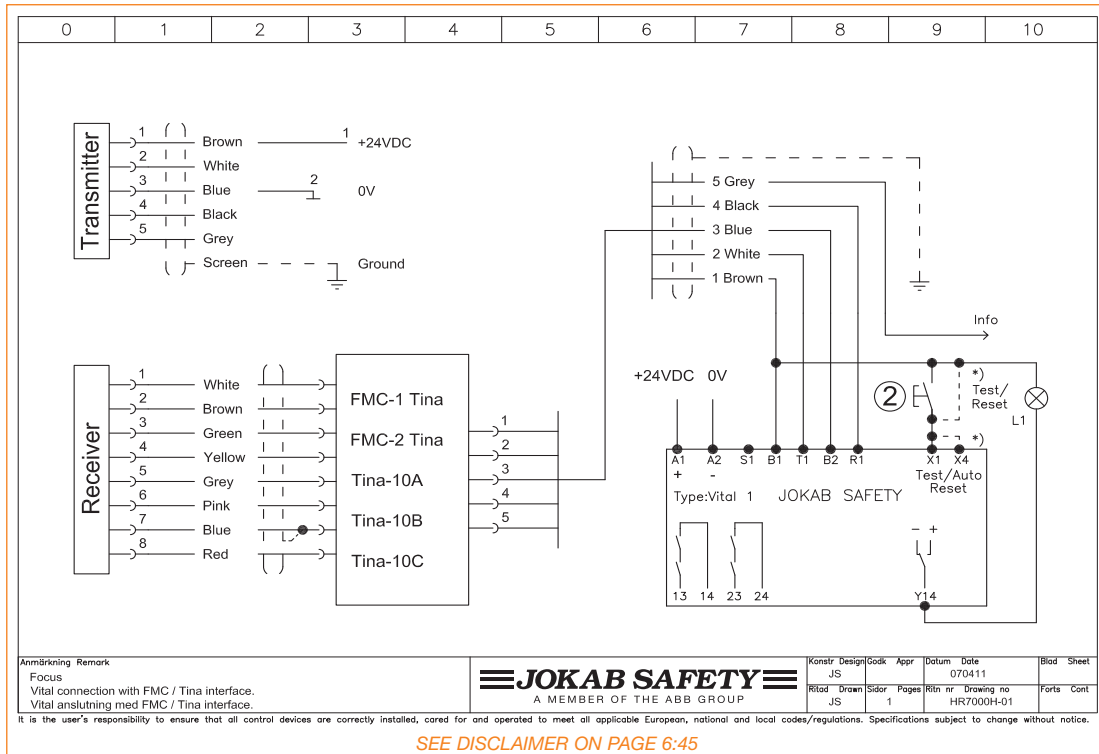 0 1 2 3 4 5 6 7 8 9 10
Transmitter
1 Brown 1 +24VDC
2 White
3 Blue 2 0V
4 Black
5 Grey
Screen Ground
5 Grey
4 Black
3 Blue
2 White
1 Brown
Info
Receiver
1 White
2 Brown
3 Green
4 Yellow
5 Grey
6 Pink
7 Blue
8 Red
FMC-1 Tina
FMC-2 Tina
Tina-10A
Tina-10B
Tina-10C
1
2
3
4
5
+24VDC 0V
2
*)
Test/
Reset
L1
*)
A1 A2 S1 B1 T1 B2 R1 X1 X4
+ -
Test/Auto
Reset
Type:Vital 1 JOKAB SAFETY
- +
13 14 23 24 Y14
Anmärkning Remark
Focus
Vital connection with FMC / Tina interface.
Vital anslutning med FMC / Tina interface.
JOKAB SAFETY
A MEMBER OF THE ABB GROUP
Konstr Design Godk Appr Datum Date Blad Sheet
JS 070411
Ritad Drawn Sidor Pages Ritn nr Drawing no Forts Cont
JS 1 HR7000H-01
It is the user's responsibility to ensure that all control devices are correctly installed, cared for and operated to meet all applicable European, national and local codes/regulations. Specifications subject to change without notice.
SEE DISCLAIMER ON PAGE 6:45